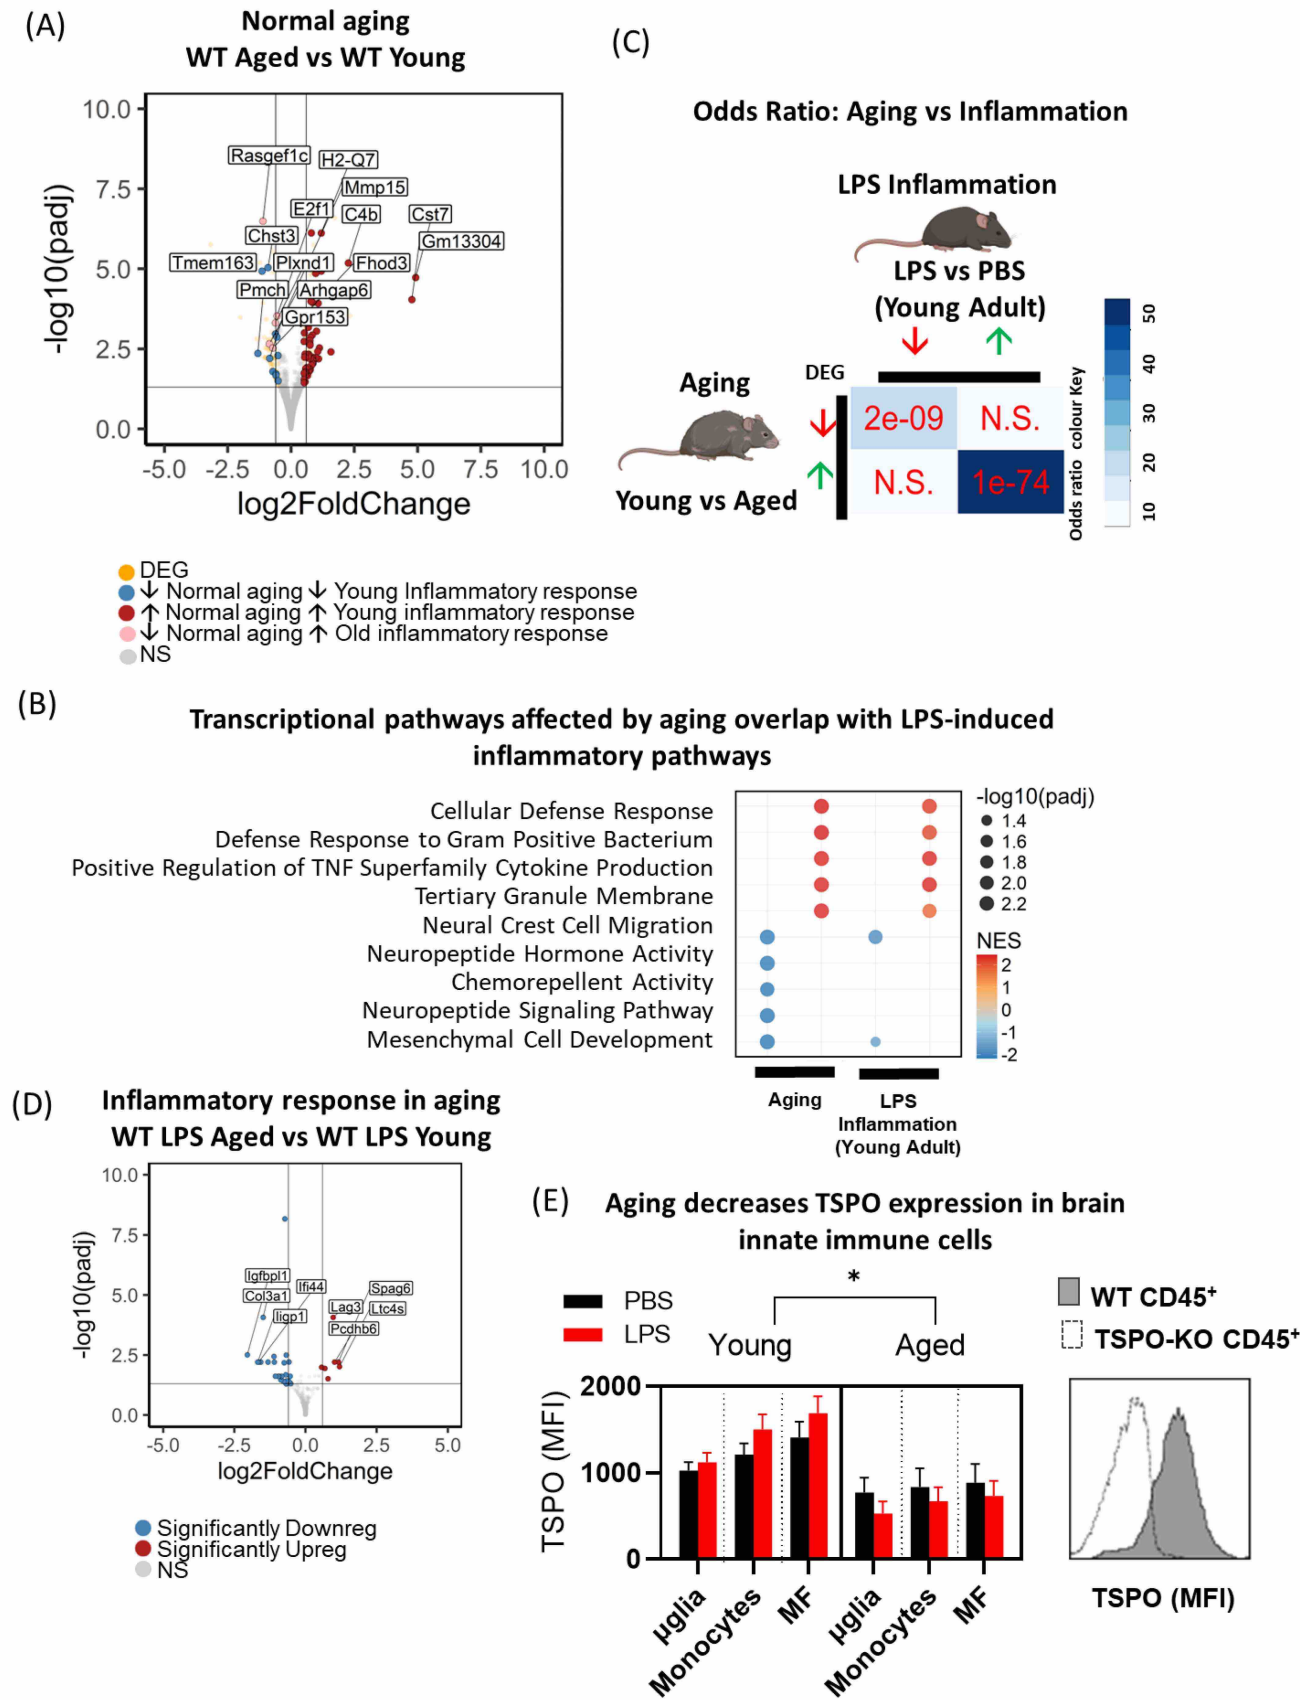 (A)
Normal aging
WT Aged vs WT Young
-log10(padj)
10.0
7.5
5.0
2.5
0.0
Rasgef1c
H2-Q7
Mmp15
E2f1
C4b
Cst7
Chst3
Gm13304
Tmem163
Plxnd1
Fhod3
Pmch
Arhgap6
Gpr153
-5.0 -2.5 0.0 2.5 5.0 7.5 10.0
log2FoldChange
DEG
↓ Normal aging ↓ Young Inflammatory response
↑ Normal aging ↑ Young inflammatory response
↓ Normal aging ↑ Old inflammatory response
NS
(C)
Odds Ratio: Aging vs Inflammation
LPS Inflammation
LPS vs PBS
(Young Adult)
↓ ↑
DEG
Aging
Young vs Aged
↓ 2e-09 N.S.
↑ N.S. 1e-74
Odds ratio colour Key
50
40
30
20
10
(B)
Transcriptional pathways affected by aging overlap with LPS-induced
inflammatory pathways
Cellular Defense Response
Defense Response to Gram Positive Bacterium
Positive Regulation of TNF Superfamily Cytokine Production
Tertiary Granule Membrane
Neural Crest Cell Migration
Neuropeptide Hormone Activity
Chemorepellent Activity
Neuropeptide Signaling Pathway
Mesenchymal Cell Development
-log10(padj)
1.4
1.6
1.8
2.0
2.2
NES
2
1
0
-1
-2
Aging
LPS
Inflammation
(Young Adult)
(D)
Inflammatory response in aging
WT LPS Aged vs WT LPS Young
-log10(padj)
10.0
7.5
5.0
2.5
0.0
Igfbpl1
Col3a1
Ifi44
Iigp1
Lag3
Spag6
Ltc4s
Pcdhb6
-5.0 -2.5 0.0 2.5 5.0
log2FoldChange
Significantly Downreg
Significantly Upreg
NS
(E)
Aging decreases TSPO expression in brain
innate immune cells
PBS
LPS
*
Young Aged
TSPO (MFI)
2000
1000
0
µglia
Monocytes
MF
µglia
Monocytes
MF
WT CD45+
TSPO-KO CD45+
TSPO (MFI)